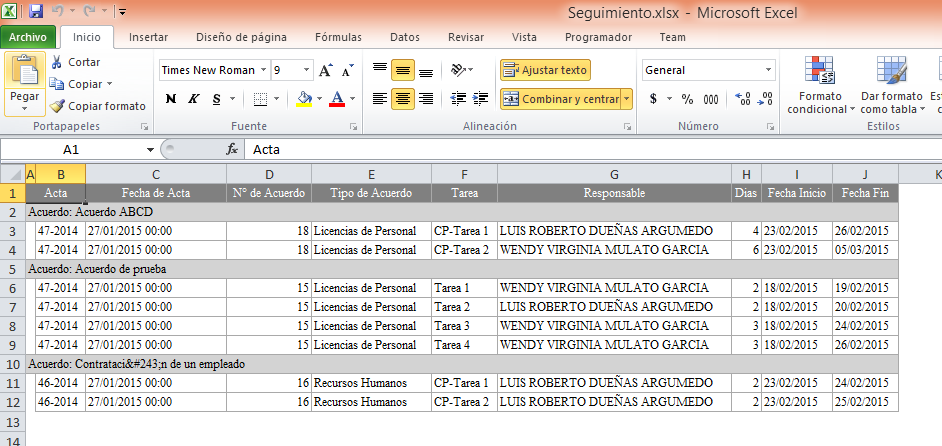 Seguimiento.xlsx - Microsoft Excel
Archivo Inicio Insertar Diseño de página Fórmulas Datos Revisar Vista Programador Team
Pegar
Cortar
Copiar
Copiar formato
Portapapeles
Times New Roman 9
N K S
Fuente
Ajustar texto
Combinar y centrar
Alineación
General
$ % 000
Número
Formato condicional
Dar formato como tabla
Estilos
A1 fx Acta
A B C D E F G H I J K
1 Acta Fecha de Acta N° de Acuerdo Tipo de Acuerdo Tarea Responsable Dias Fecha Inicio Fecha Fin
2 Acuerdo: Acuerdo ABCD
3 47-2014 27/01/2015 00:00 18 Licencias de Personal CP-Tarea 1 LUIS ROBERTO DUEÑAS ARGUMEDO 4 23/02/2015 26/02/2015
4 47-2014 27/01/2015 00:00 18 Licencias de Personal CP-Tarea 2 WENDY VIRGINIA MULATO GARCIA 6 23/02/2015 05/03/2015
5 Acuerdo: Acuerdo de prueba
6 47-2014 27/01/2015 00:00 15 Licencias de Personal Tarea 1 WENDY VIRGINIA MULATO GARCIA 2 18/02/2015 19/02/2015
7 47-2014 27/01/2015 00:00 15 Licencias de Personal Tarea 2 LUIS ROBERTO DUEÑAS ARGUMEDO 2 18/02/2015 20/02/2015
8 47-2014 27/01/2015 00:00 15 Licencias de Personal Tarea 3 WENDY VIRGINIA MULATO GARCIA 3 18/02/2015 24/02/2015
9 47-2014 27/01/2015 00:00 15 Licencias de Personal Tarea 4 WENDY VIRGINIA MULATO GARCIA 3 18/02/2015 26/02/2015
10 Acuerdo: Contrataci&#243;n de un empleado
11 46-2014 27/01/2015 00:00 16 Recursos Humanos CP-Tarea 1 LUIS ROBERTO DUEÑAS ARGUMEDO 2 23/02/2015 24/02/2015
12 46-2014 27/01/2015 00:00 16 Recursos Humanos CP-Tarea 2 LUIS ROBERTO DUEÑAS ARGUMEDO 2 23/02/2015 25/02/2015
13
14